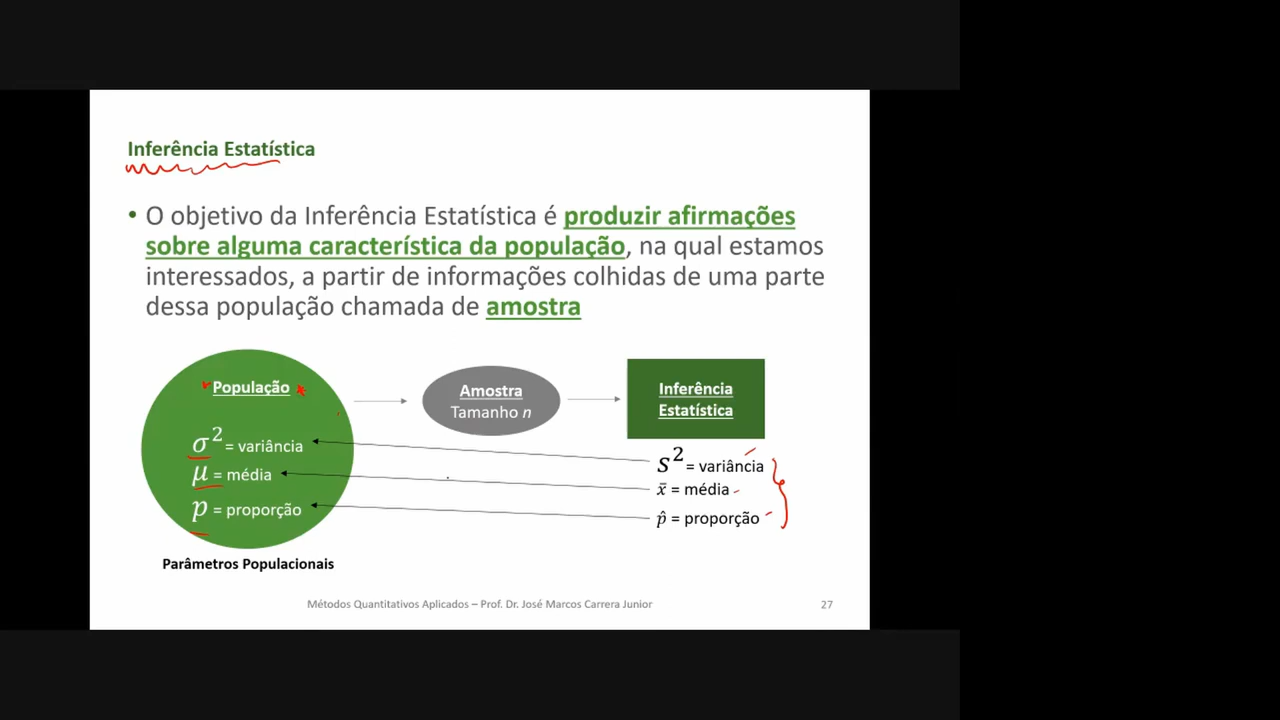 Inferência Estatística
• O objetivo da Inferência Estatística é produzir afirmações
sobre alguma característica da população, na qual estamos
interessados, a partir de informações colhidas de uma parte
dessa população chamada de amostra
População
σ² = variância
μ = média
p = proporção
Parâmetros Populacionais
Amostra
Tamanho n
Inferência
Estatística
s² = variância
x̄ = média
p̂ = proporção
Métodos Quantitativos Aplicados – Prof. Dr. José Marcos Carrera Junior
27